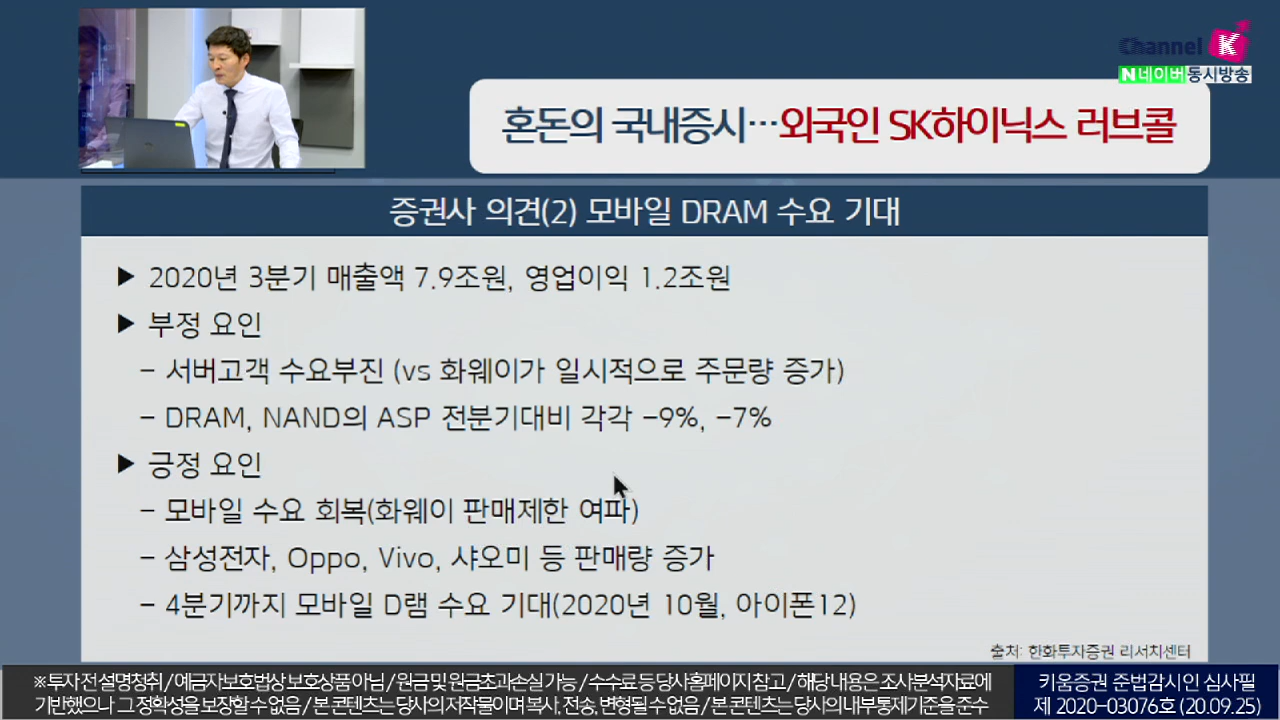 Channel K
N 네이버 동시방송
혼돈의 국내증시…외국인 SK하이닉스 러브콜
증권사 의견(2) 모바일 DRAM 수요 기대
▶ 2020년 3분기 매출액 7.9조원, 영업이익 1.2조원
▶ 부정 요인
– 서버고객 수요부진 (vs 화웨이가 일시적으로 주문량 증가)
– DRAM, NAND의 ASP 전분기대비 각각 -9%, -7%
▶ 긍정 요인
– 모바일 수요 회복(화웨이 판매제한 여파)
– 삼성전자, Oppo, Vivo, 샤오미 등 판매량 증가
– 4분기까지 모바일 D램 수요 기대(2020년 10월, 아이폰12)
출처: 한화투자증권 리서치센터
※ 투자 전 설명청취 / 예금자보호법상 보호상품 아님 / 원금 및 원금초과손실 가능 / 수수료 등 당사 홈페이지 참고 / 해당 내용은 조사분석자료에
기반했으나 그 정확성을 보장할 수 없음 / 본 콘텐츠는 당사의 저작물이며 복사, 전송, 변형될 수 없음 / 본 콘텐츠는 당사의 내부통제기준을 준수
키움증권 준법감시인 심사필
제 2020-03076호 (20.09.25)